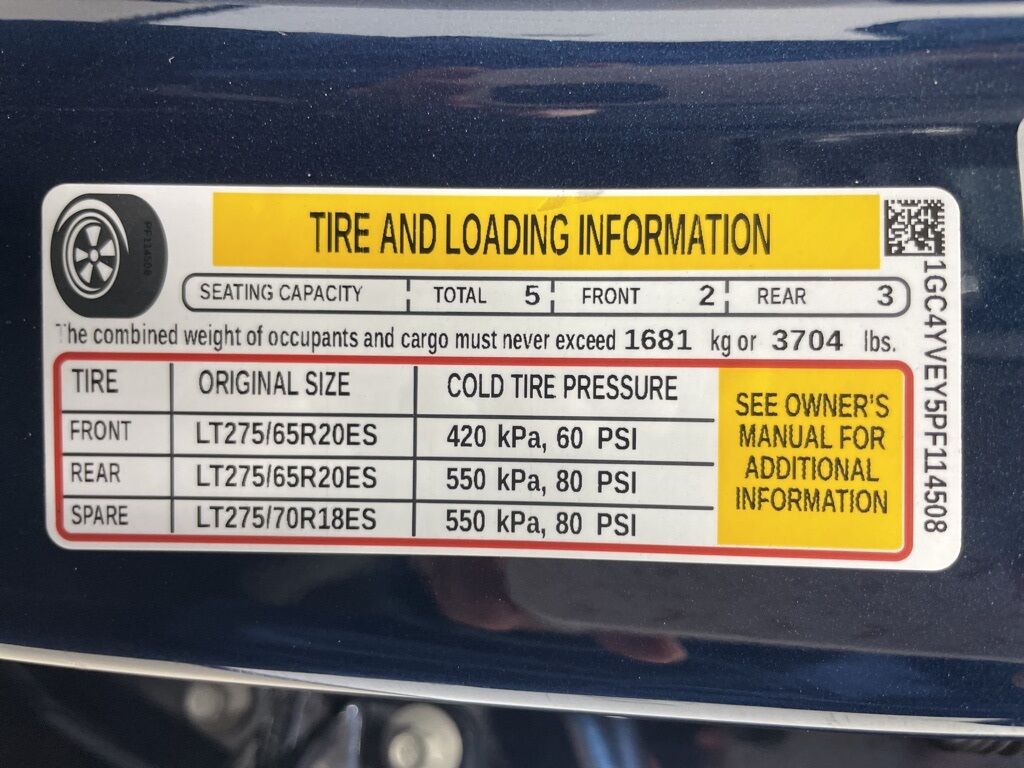 TIRE AND LOADING INFORMATION
SEATING CAPACITY TOTAL 5 FRONT 2 REAR 3
The combined weight of occupants and cargo must never exceed 1681 kg or 3704 lbs.
TIRE ORIGINAL SIZE COLD TIRE PRESSURE
FRONT LT275/65R20ES 420 kPa, 60 PSI
REAR LT275/65R20ES 550 kPa, 80 PSI
SPARE LT275/70R18ES 550 kPa, 80 PSI
SEE OWNER'S
MANUAL FOR
ADDITIONAL
INFORMATION
1GC4YVEY5PF114508
PF114508